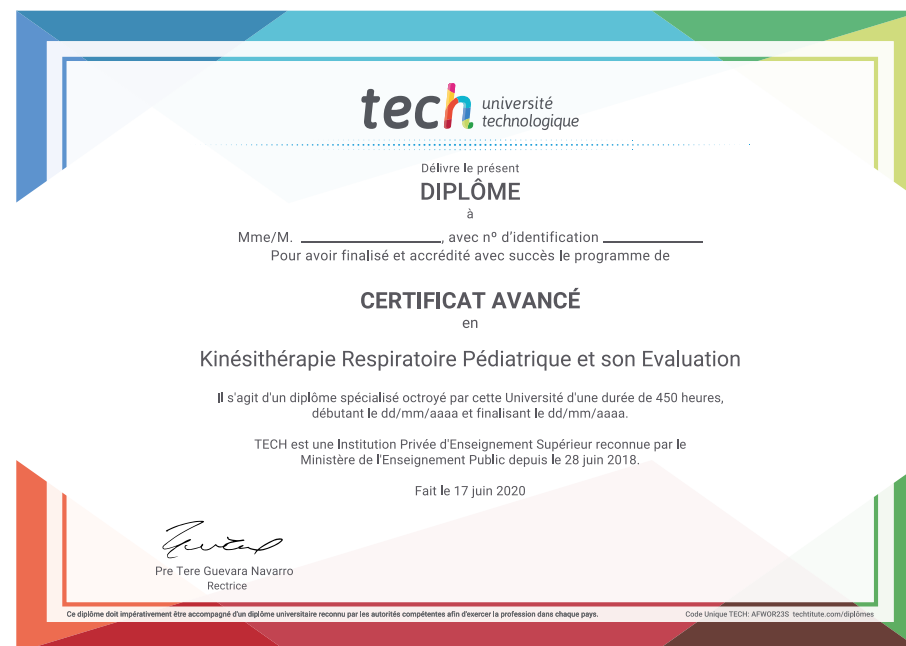 tech université
technologique
Délivre le présent
DIPLÔME
à
Mme/M. ____________________, avec nº d'identification ______________
Pour avoir finalisé et accrédité avec succès le programme de
CERTIFICAT AVANCÉ
en
Kinésithérapie Respiratoire Pédiatrique et son Evaluation
Il s'agit d'un diplôme spécialisé octroyé par cette Université d'une durée de 450 heures,
débutant le dd/mm/aaaa et finalisant le dd/mm/aaaa.
TECH est une Institution Privée d'Enseignement Supérieur reconnue par le
Ministère de l'Enseignement Public depuis le 28 juin 2018.
Fait le 17 juin 2020
Pre Tere Guevara Navarro
Rectrice
Ce diplôme doit impérativement être accompagné d'un diplôme universitaire reconnu par les autorités compétentes afin d'exercer la profession dans chaque pays.
Code Unique TECH: AFWOR23S techtitute.com/diplômes